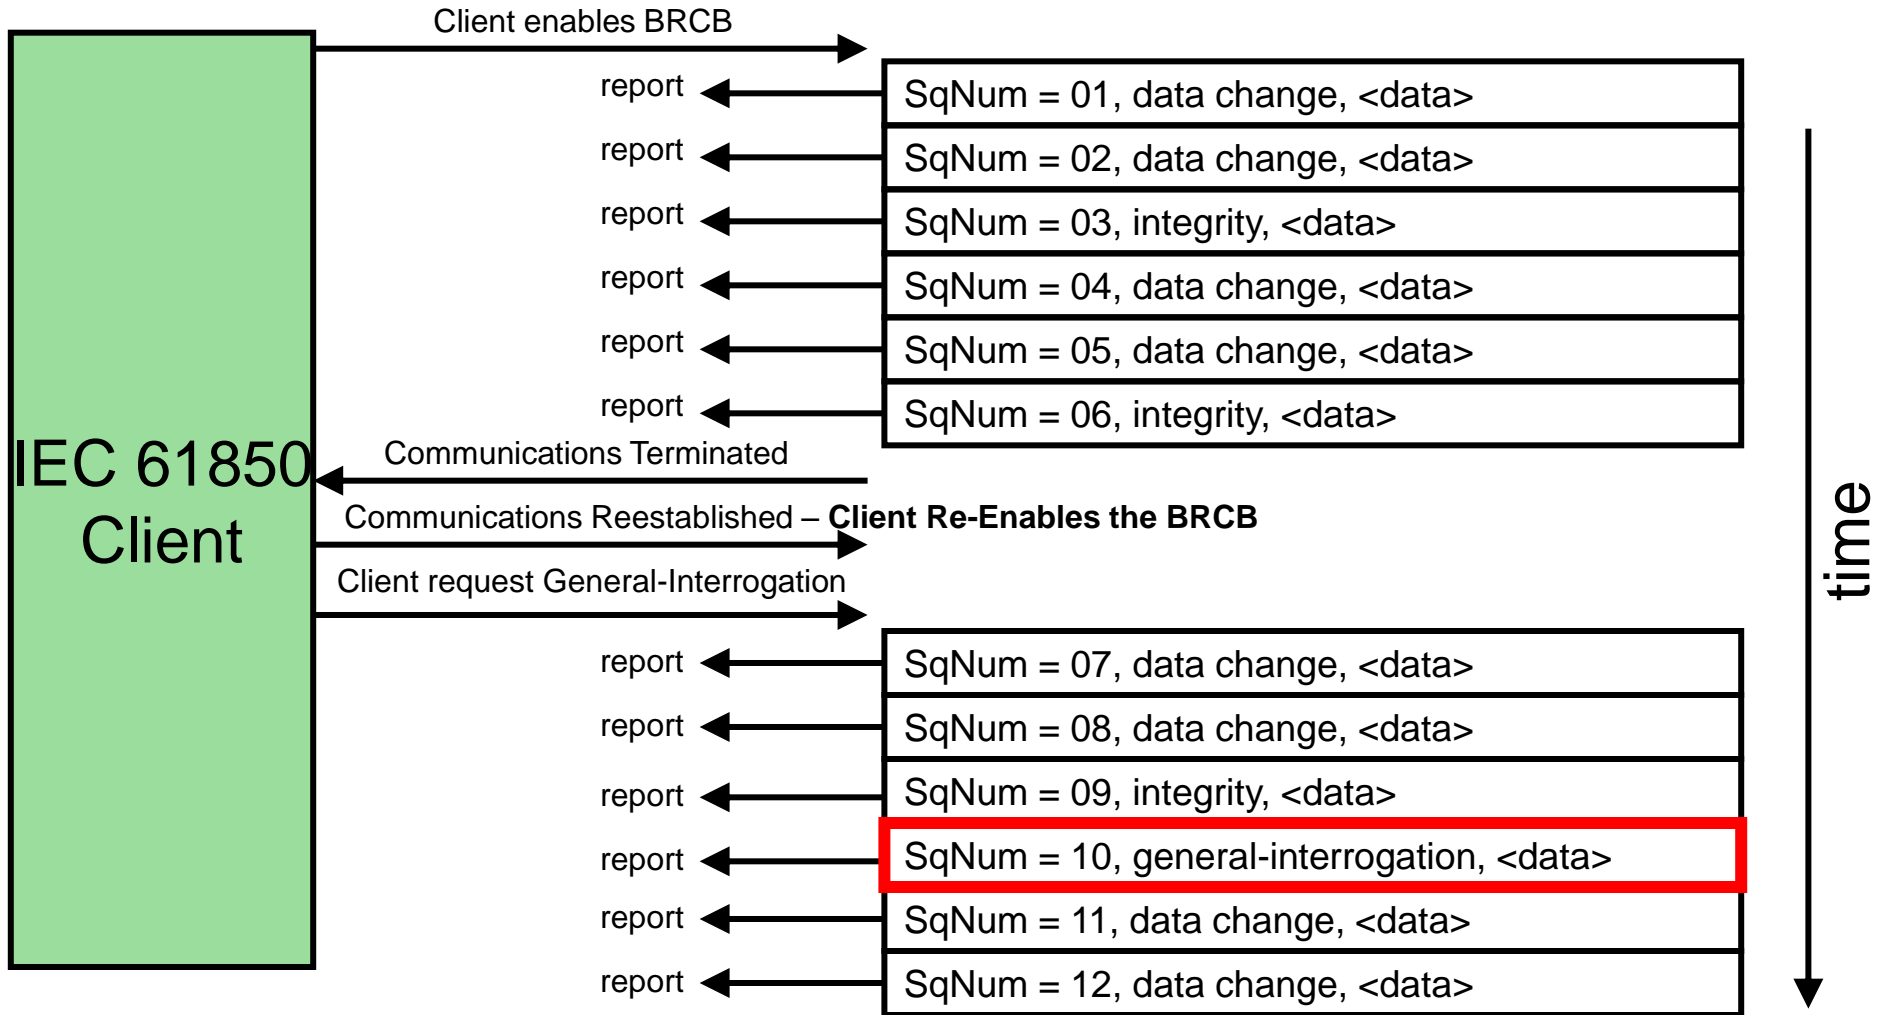 Client enables BRCB
report
SqNum = 01, data change, <data>
report
SqNum = 02, data change, <data>
report
SqNum = 03, integrity, <data>
report
SqNum = 04, data change, <data>
report
SqNum = 05, data change, <data>
report
SqNum = 06, integrity, <data>
IEC 61850
Client
Communications Terminated
Communications Reestablished – Client Re-Enables the BRCB
Client request General-Interrogation
time
report
SqNum = 07, data change, <data>
report
SqNum = 08, data change, <data>
report
SqNum = 09, integrity, <data>
report
SqNum = 10, general-interrogation, <data>
report
SqNum = 11, data change, <data>
report
SqNum = 12, data change, <data>